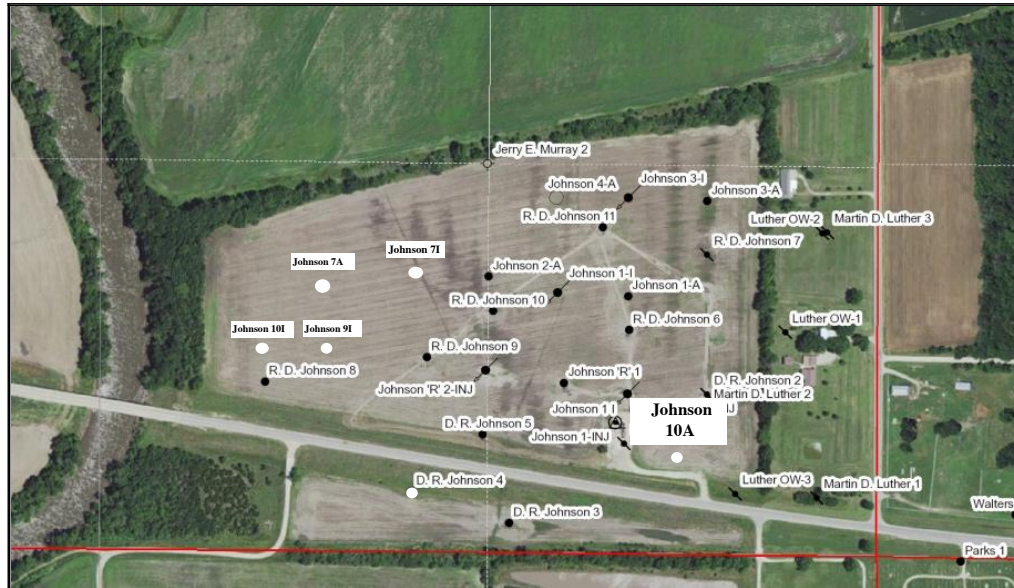 Jerry E. Murray 2
Johnson 4-A
Johnson 3-I
Johnson 3-A
R. D. Johnson 11
Luther OW-2
Martin D. Luther 3
R. D. Johnson 7
Johnson 7A
Johnson 7I
Johnson 2-A
Johnson 1-I
Johnson 1-A
R. D. Johnson 10
Johnson 10I
Johnson 9I
R. D. Johnson 6
Luther OW-1
R. D. Johnson 9
R. D. Johnson 8
Johnson 'R' 2-INJ
Johnson 'R' 1
D. R. Johnson 2
Martin D. Luther 2
Johnson 1 I
Johnson
10A
D. R. Johnson 5
Johnson 1-INJ
D. R. Johnson 4
Luther OW-3
Martin D. Luther 1
D. R. Johnson 3
Walters
Parks 1